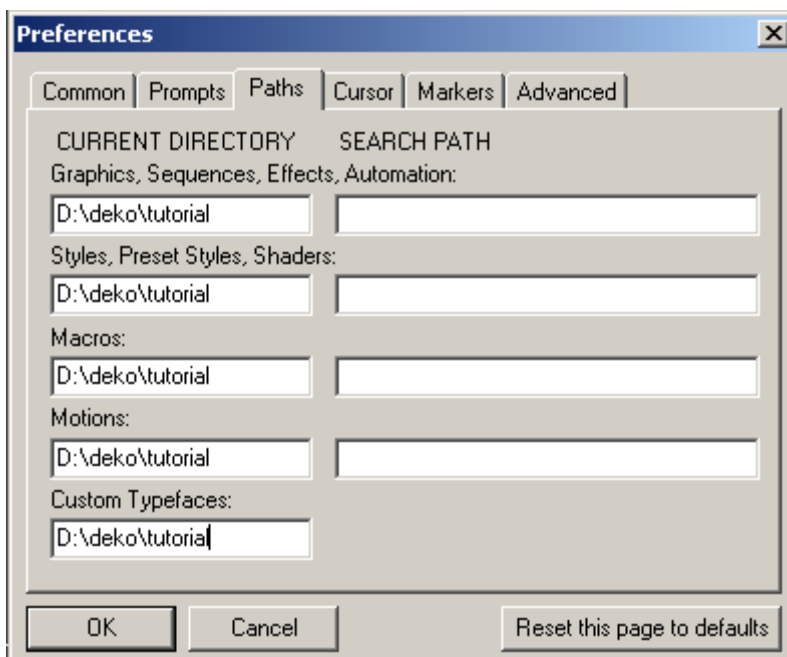 Preferences
Common Prompts Paths Cursor Markers Advanced
CURRENT DIRECTORY SEARCH PATH
Graphics, Sequences, Effects, Automation:
D:\deko\tutorial
Styles, Preset Styles, Shaders:
D:\deko\tutorial
Macros:
D:\deko\tutorial
Motions:
D:\deko\tutorial
Custom Typefaces:
D:\deko\tutorial
OK Cancel Reset this page to defaults